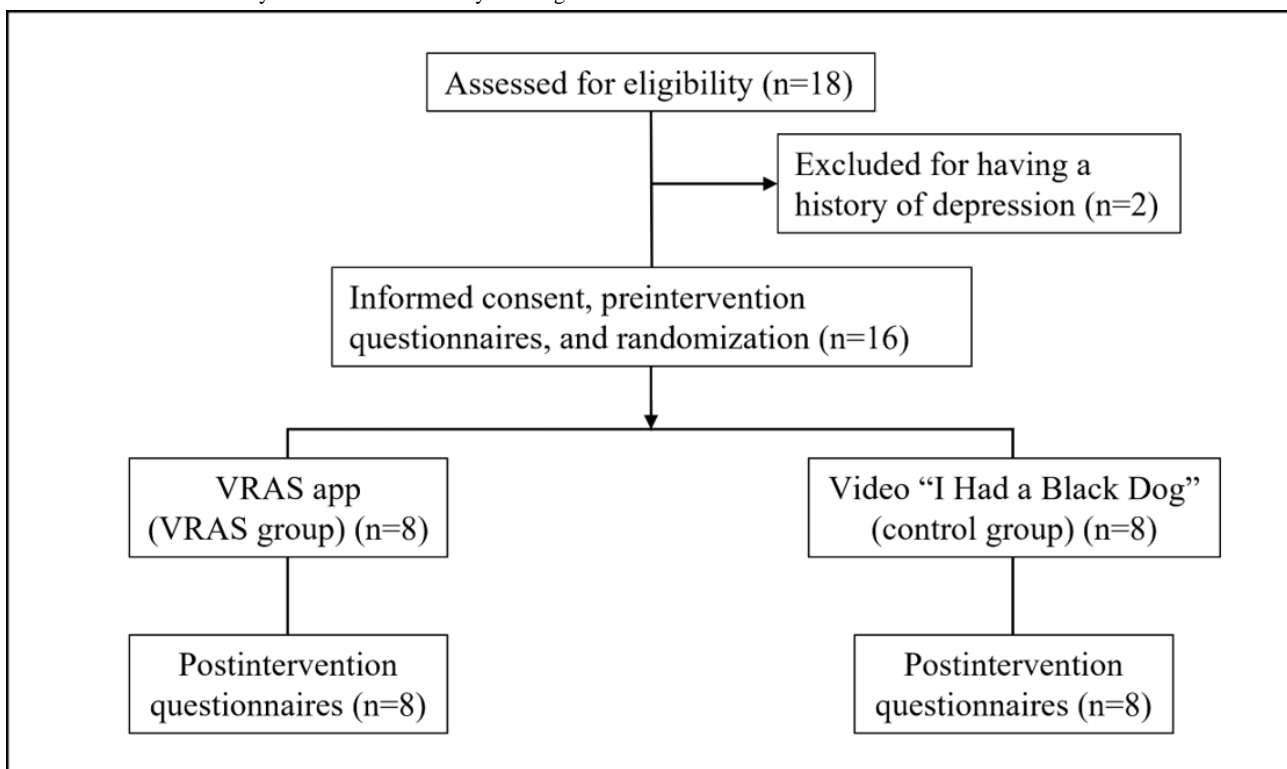 Assessed for eligibility (n=18)
Excluded for having a
history of depression (n=2)
Informed consent, preintervention
questionnaires, and randomization (n=16)
VRAS app
(VRAS group) (n=8)
Video “I Had a Black Dog”
(control group) (n=8)
Postintervention
questionnaires (n=8)
Postintervention
questionnaires (n=8)